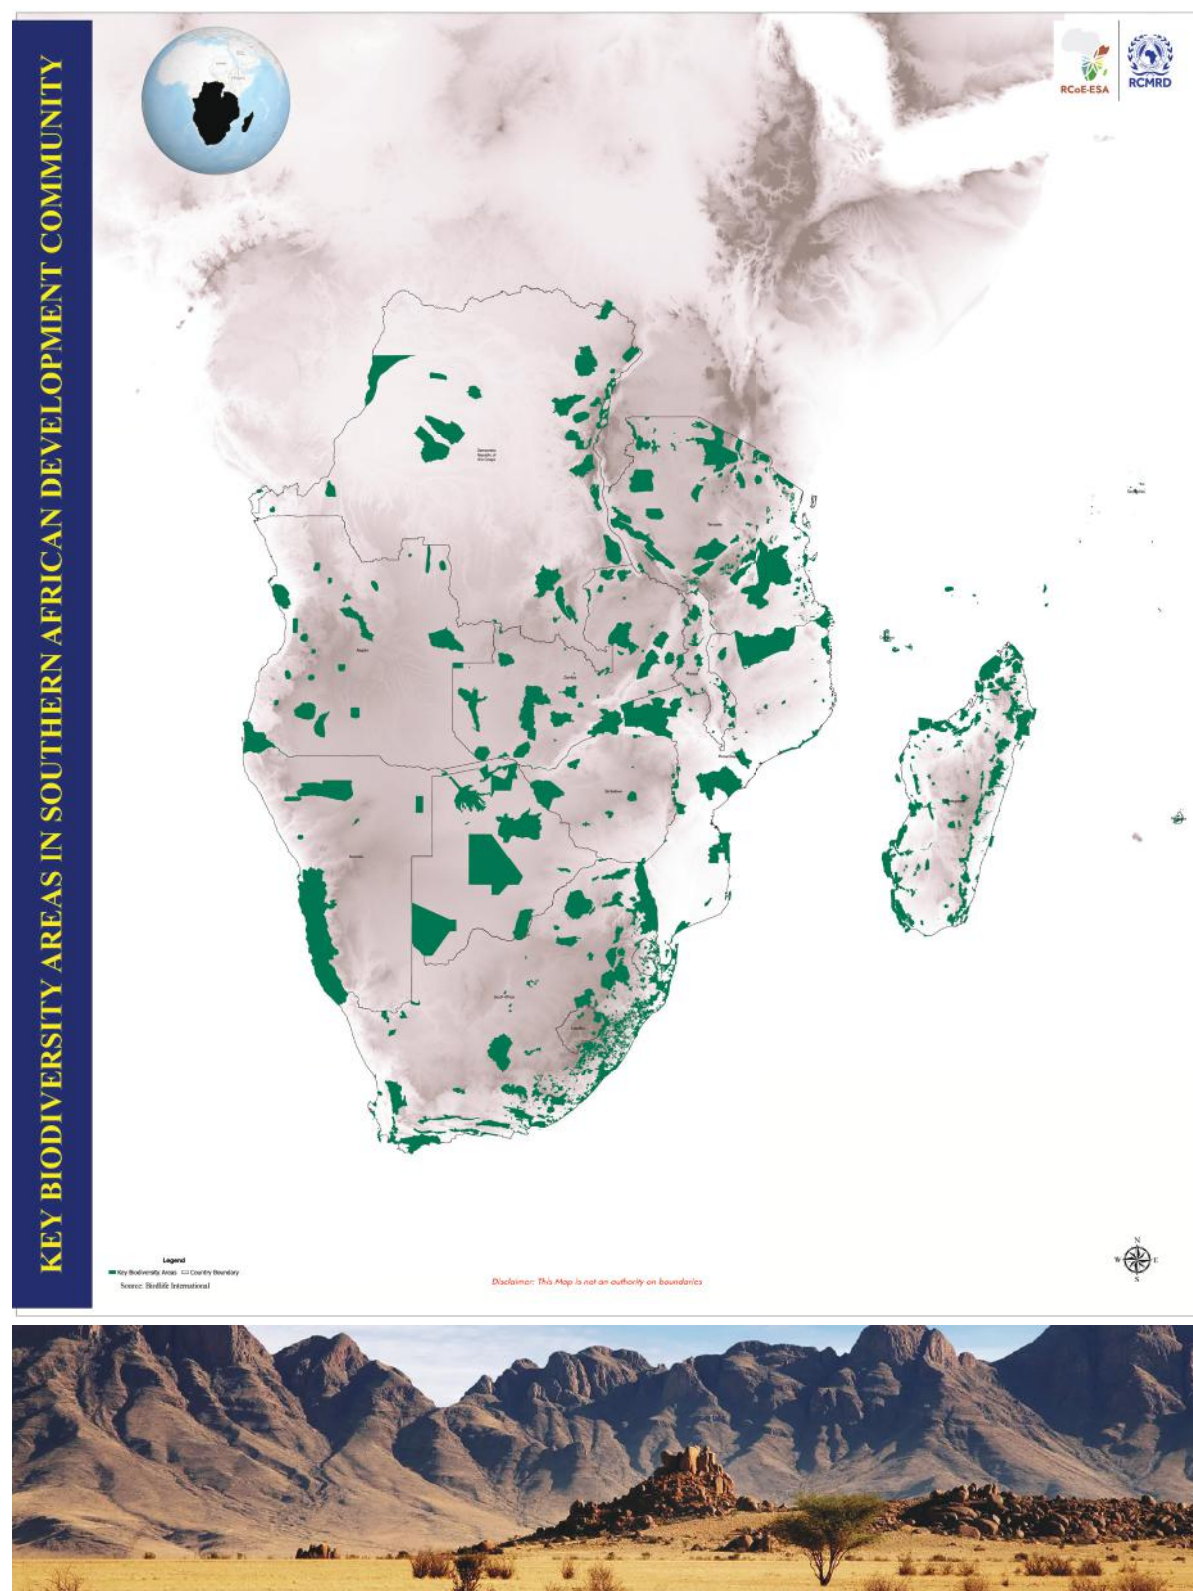 KEY BIODIVERSITY AREAS IN SOUTHERN AFRICAN DEVELOPMENT COMMUNITY
RCoE-ESA
RCMRD
Democratic
Republic of
the Congo
Tanzania
Seychelles
Angola
Zambia
Malawi
Mozambique
Zimbabwe
Namibia
South Africa
Lesotho
Legend
Key Biodiversity Areas
Country Boundary
Source: Birdlife International
Disclaimer: This Map is not an authority on boundaries
N
W
E
S